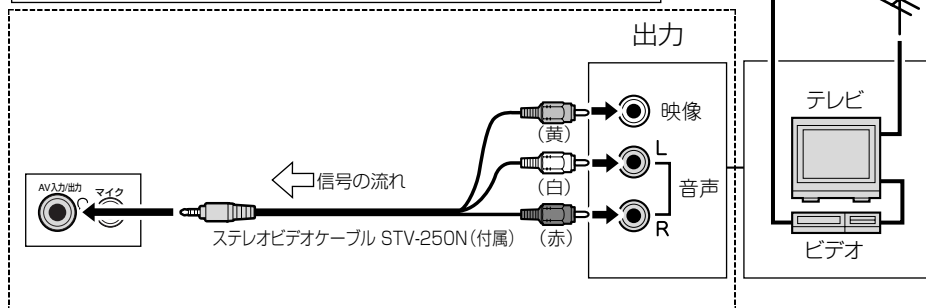 出力
テレビ
映像
(黄)
L
信号の流れ
(白)
音声
AV入力/出力
マイク
R
ステレオビデオケーブル STV-250N(付属)
(赤)
ビデオ